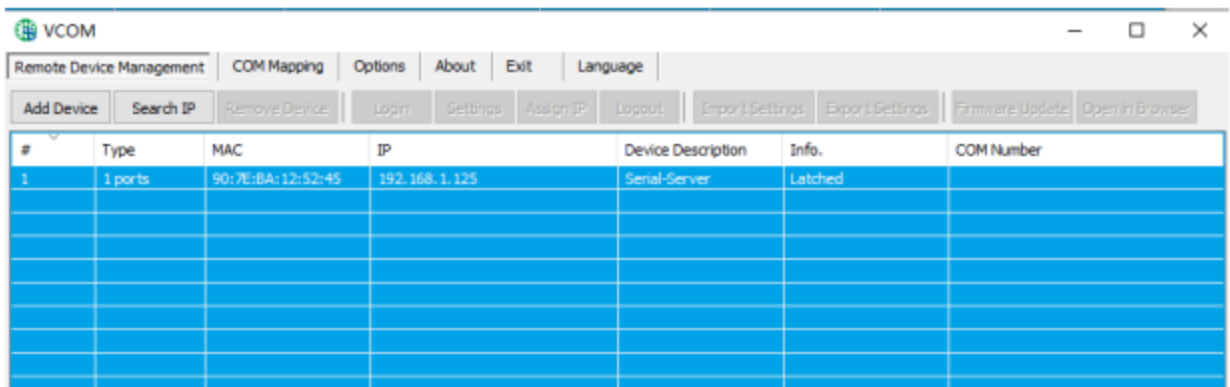 VCOM
Remote Device Management COM Mapping Options About Exit Language
Add Device Search IP Remove Device Login Settings Assign IP Logout Import Settings Export Settings Firmware Update Open in Browser
# Type MAC IP Device Description Info. COM Number
1 1 ports 90:7E:BA:12:52:45 192.168.1.125 Serial-Server Latched